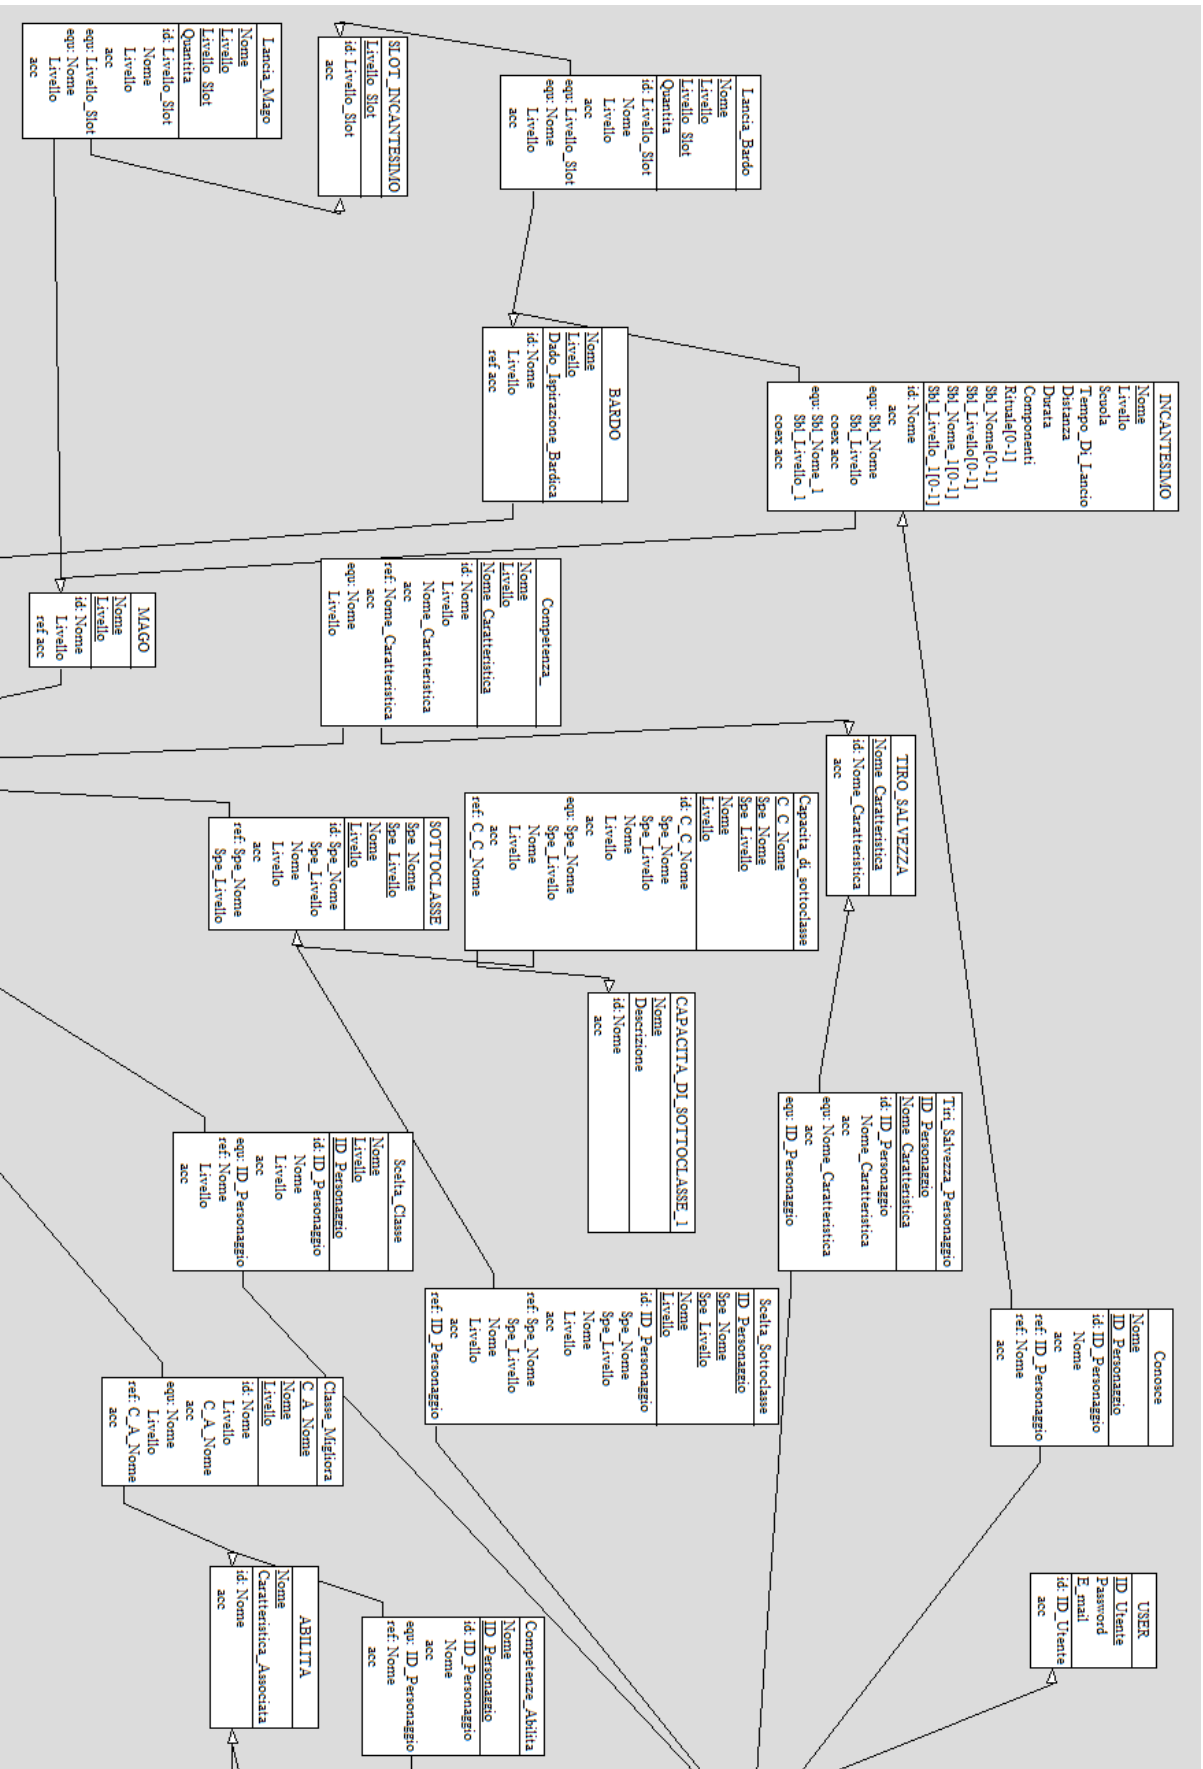 Lancia_Mago
Nome
Livello
Livello_Slot
Quantita
id: Livello_Slot
Nome
Livello
acc
equ: Livello_Slot
equ: Nome
Livello
acc
SLOT_INCANTESIMO
Livello_Slot
id: Livello_Slot
acc
Lancia_Bardo
Nome
Livello
Livello_Slot
Quantita
id: Livello_Slot
Nome
Livello
acc
equ: Livello_Slot
equ: Nome
Livello
acc
BARDO
Nome
Livello
Dado_Ispirazione_Bardica
id: Nome
Livello
ref acc
INCANTESIMO
Nome
Livello
Scuola
Tempo_Di_Lancio
Distanza
Durata
Componenti
Rituale[0-1]
Sbl_Nome[0-1]
Sbl_Livello[0-1]
Sbl_Nome_1[0-1]
Sbl_Livello_1[0-1]
id: Nome
acc
equ: Sbl_Nome
Sbl_Livello
coex acc
equ: Sbl_Nome_1
Sbl_Livello_1
coex acc
MAGO
Nome
Livello
id: Nome
Livello
ref acc
Competenza_
Nome
Livello
Nome_Caratteristica
id: Nome
Livello
Nome_Caratteristica
acc
ref: Nome_Caratteristica
acc
equ: Nome
Livello
TIRO_SALVEZZA
Nome_Caratteristica
id: Nome_Caratteristica
acc
SOTTOCLASSE
Spe_Nome
Spe_Livello
Nome
Livello
id: Spe_Nome
Spe_Livello
Nome
Livello
acc
ref: Spe_Nome
Spe_Livello
Capacita_di_sottoclasse
C_C_Nome
Spe_Nome
Spe_Livello
Nome
Livello
id: C_C_Nome
Spe_Nome
Spe_Livello
Nome
Livello
acc
equ: Spe_Nome
Spe_Livello
Nome
Livello
acc
ref: C_C_Nome
CAPACITA_DI_SOTTOCLASSE_1
Nome
Descrizione
id: Nome
acc
Tiri_Salvezza_Personaggio
ID_Personaggio
Nome_Caratteristica
id: ID_Personaggio
Nome_Caratteristica
acc
equ: Nome_Caratteristica
acc
equ: ID_Personaggio
Scelta_Classe
Nome
Livello
ID_Personaggio
id: ID_Personaggio
Nome
Livello
acc
equ: ID_Personaggio
ref: Nome
Livello
acc
Scelta_Sottoclasse
ID_Personaggio
Spe_Nome
Spe_Livello
Nome
Livello
id: ID_Personaggio
Spe_Nome
Spe_Livello
Nome
Livello
acc
ref: Spe_Nome
Spe_Livello
Nome
Livello
acc
ref: ID_Personaggio
Conosce
Nome
ID_Personaggio
id: ID_Personaggio
Nome
acc
ref: ID_Personaggio
ref: Nome
acc
Classe_Migliora
C_A_Nome
Nome
Livello
id: Nome
Livello
C_A_Nome
acc
equ: Nome
Livello
ref: C_A_Nome
acc
ABILITA
Nome
Caratteristica_Associata
id: Nome
acc
Competenze_Abilita
Nome
ID_Personaggio
id: ID_Personaggio
Nome
acc
equ: ID_Personaggio
ref: Nome
acc
USER
ID_Utente
Password
E_mail
id: ID_Utente
acc